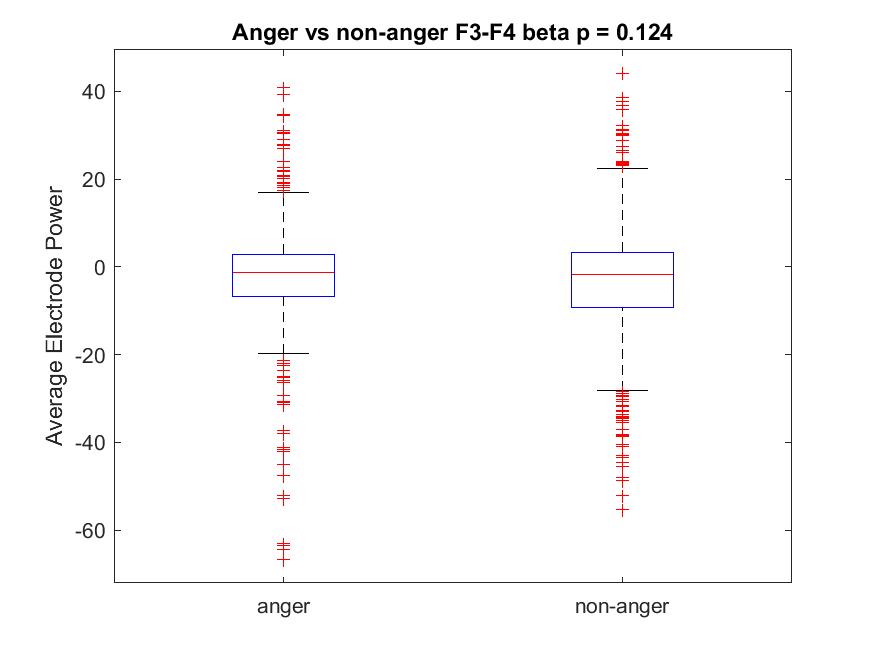 Anger vs non-anger F3-F4 beta p = 0.124
Average Electrode Power
40
20
0
-20
-40
-60
anger
non-anger